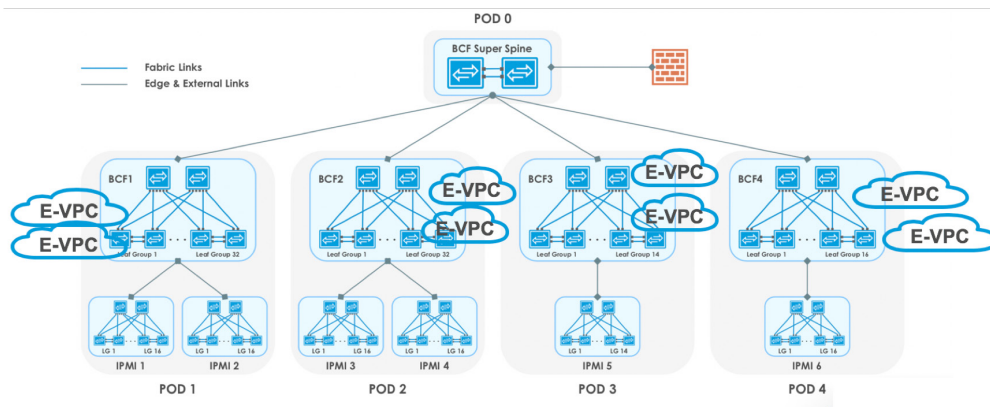 POD 0
BCF Super Spine
Fabric Links
Edge & External Links
BCF1
E-VPC
E-VPC
Leaf Group 1
Leaf Group 32
LG 1
LG 16
LG 1
LG 16
IPMI 1
IPMI 2
POD 1
BCF2
E-VPC
E-VPC
Leaf Group 1
Leaf Group 32
LG 1
LG 16
LG 1
LG 16
IPMI 3
IPMI 4
POD 2
BCF3
E-VPC
E-VPC
Leaf Group 1
Leaf Group 14
LG 1
LG 14
IPMI 5
POD 3
BCF4
E-VPC
E-VPC
Leaf Group 1
Leaf Group 16
LG 1
LG 16
IPMI 6
POD 4